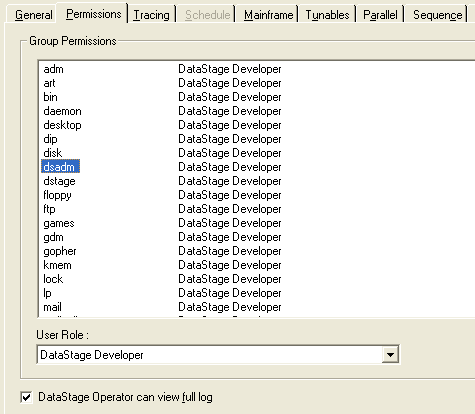 General Permissions Tracing Schedule Mainframe Tunables Parallel Sequence
Group Permissions
adm DataStage Developer
art DataStage Developer
bin DataStage Developer
daemon DataStage Developer
desktop DataStage Developer
dip DataStage Developer
disk DataStage Developer
dsadm DataStage Developer
dstage DataStage Developer
floppy DataStage Developer
ftp DataStage Developer
games DataStage Developer
gdm DataStage Developer
gopher DataStage Developer
kmem DataStage Developer
lock DataStage Developer
lp DataStage Developer
mail DataStage Developer
User Role :
DataStage Developer
DataStage Operator can view full log